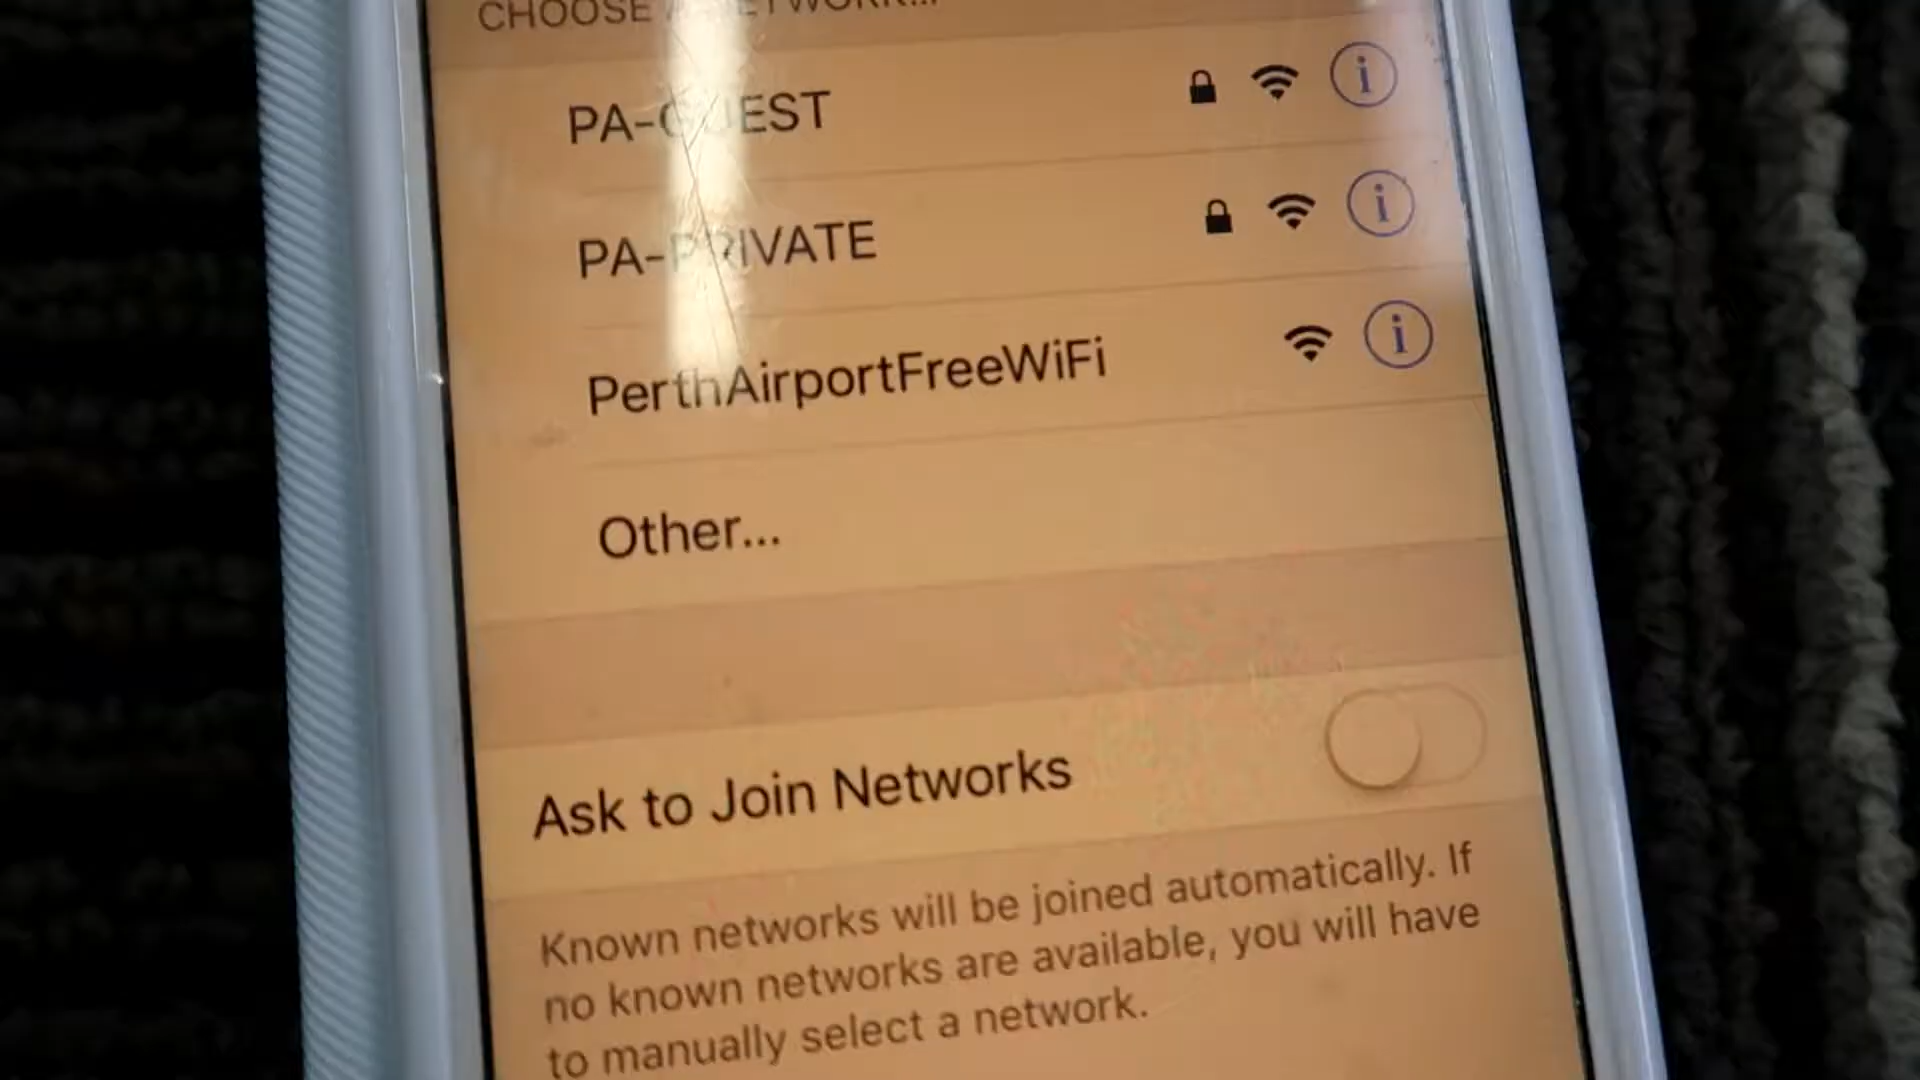 CHOOSE A NETWORK...
PA-GUEST
PA-PRIVATE
PerthAirportFreeWiFi
Other...
Ask to Join Networks
Known networks will be joined automatically. If
no known networks are available, you will have
to manually select a network.